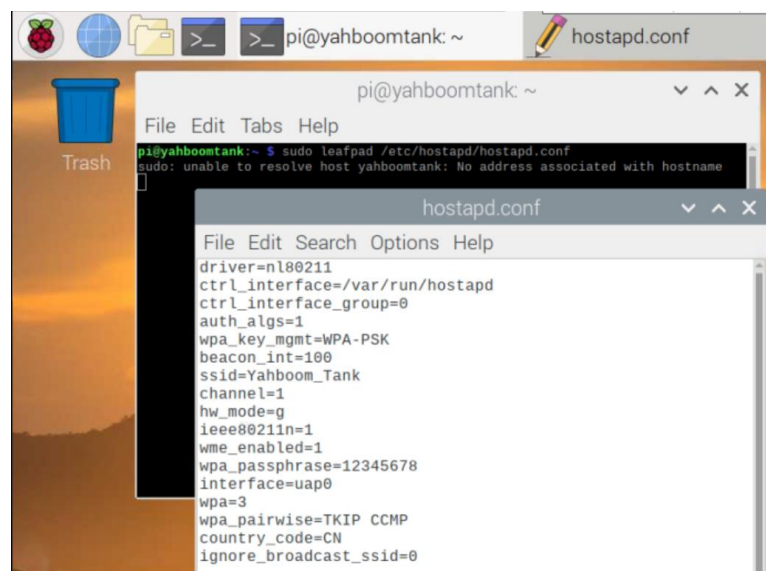 pi@yahboomtank: ~
hostapd.conf
Trash
pi@yahboomtank: ~
File Edit Tabs Help
pi@yahboomtank:~ $ sudo leafpad /etc/hostapd/hostapd.conf
sudo: unable to resolve host yahboomtank: No address associated with hostname
hostapd.conf
File Edit Search Options Help
driver=nl80211
ctrl_interface=/var/run/hostapd
ctrl_interface_group=0
auth_algs=1
wpa_key_mgmt=WPA-PSK
beacon_int=100
ssid=Yahboom_Tank
channel=1
hw_mode=g
ieee80211n=1
wme_enabled=1
wpa_passphrase=12345678
interface=uap0
wpa=3
wpa_pairwise=TKIP CCMP
country_code=CN
ignore_broadcast_ssid=0